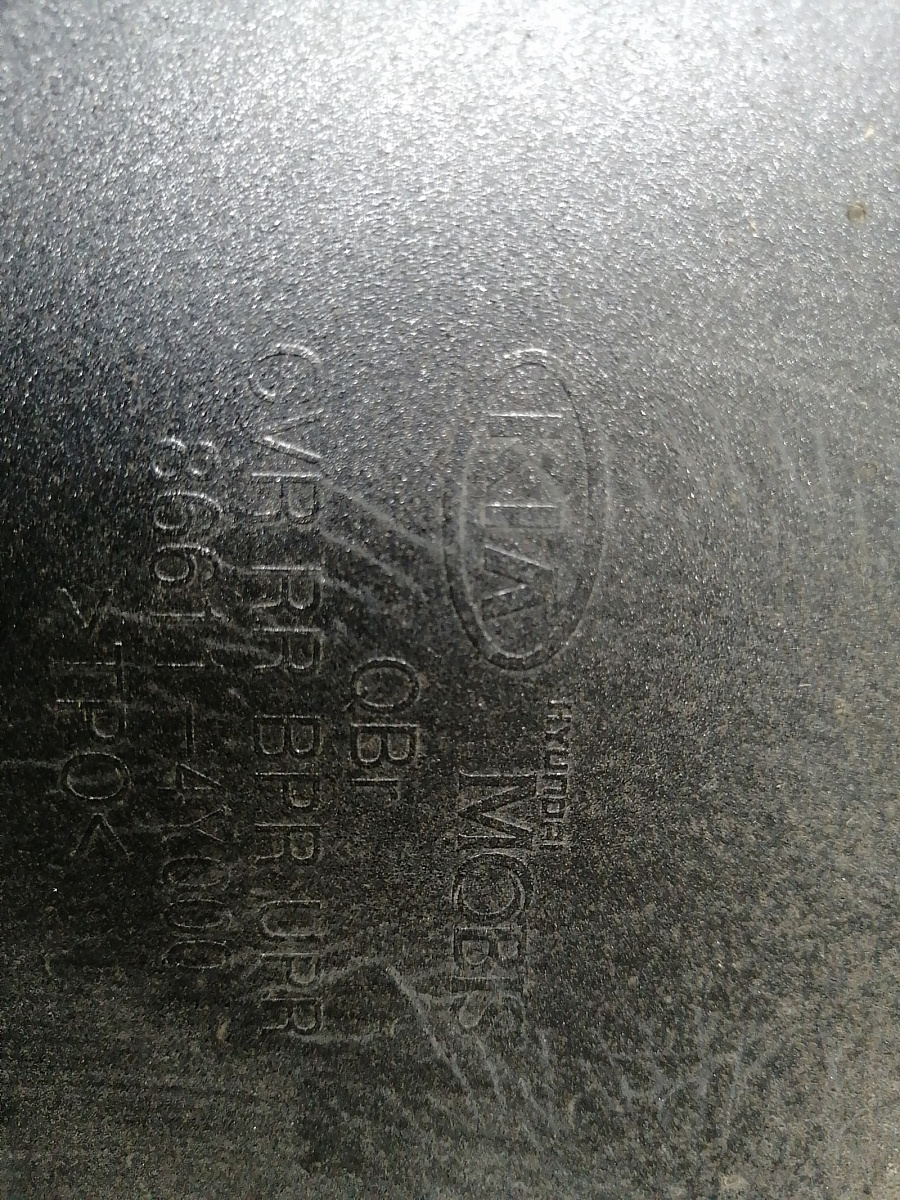 KIA HYUNDAI
MOBIS
QBr
CVR RR BPR UPR
86611-4Y000
>TPO<